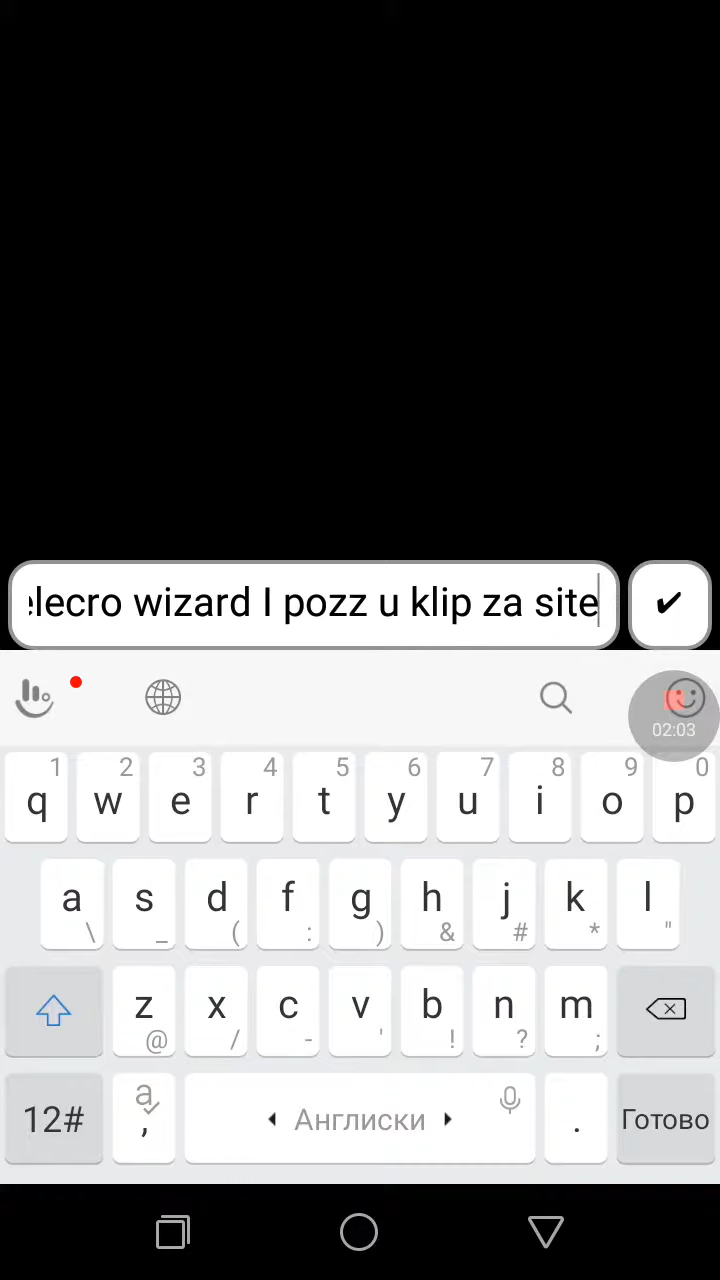 elecro wizard I pozz u klip za site ✔
02:03
1 2 3 4 5 6 7 8 9 0
q w e r t y u i o p
a s d f g h j k l
\ _ ( : ) & # * "
z x c v b n m
@ / - ' ! ? ;
12# a , Англиски . Готово